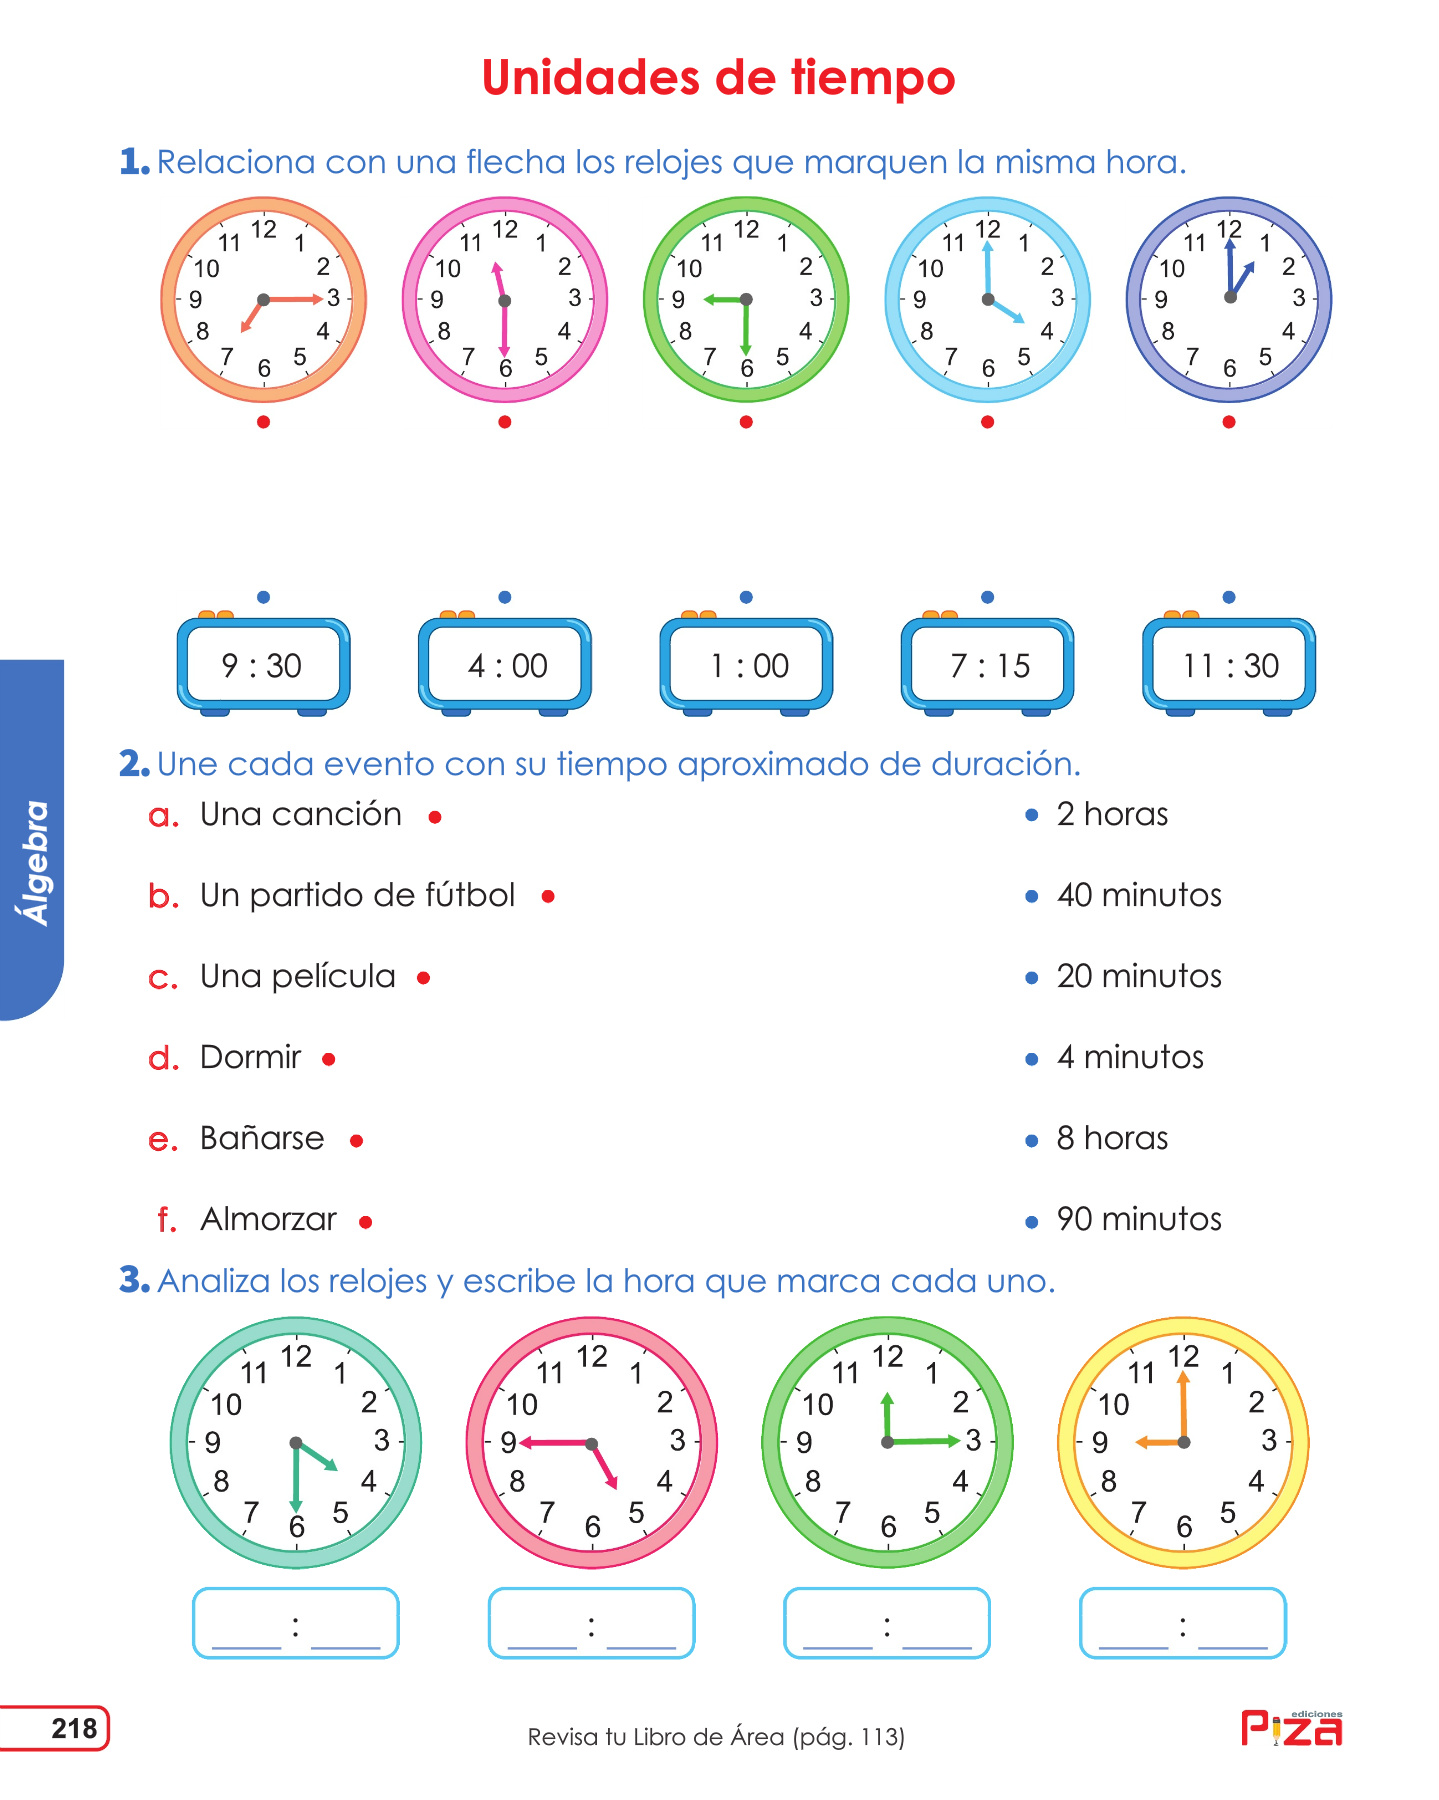 Unidades de tiempo
1. Relaciona con una flecha los relojes que marquen la misma hora.
12 1 2 3 4 5 6 7 8 9 10 11
12 1 2 3 4 5 6 7 8 9 10 11
12 1 2 3 4 5 6 7 8 9 10 11
12 1 2 3 4 5 6 7 8 9 10 11
12 1 2 3 4 5 6 7 8 9 10 11
9 : 30
4 : 00
1 : 00
7 : 15
11 : 30
Álgebra
2. Une cada evento con su tiempo aproximado de duración.
a. Una canción
2 horas
b. Un partido de fútbol
40 minutos
c. Una película
20 minutos
d. Dormir
4 minutos
e. Bañarse
8 horas
f. Almorzar
90 minutos
3. Analiza los relojes y escribe la hora que marca cada uno.
12 1 2 3 4 5 6 7 8 9 10 11
12 1 2 3 4 5 6 7 8 9 10 11
12 1 2 3 4 5 6 7 8 9 10 11
12 1 2 3 4 5 6 7 8 9 10 11
____ : ____
____ : ____
____ : ____
____ : ____
218
Revisa tu Libro de Área (pág. 113)
ediciones
Piza